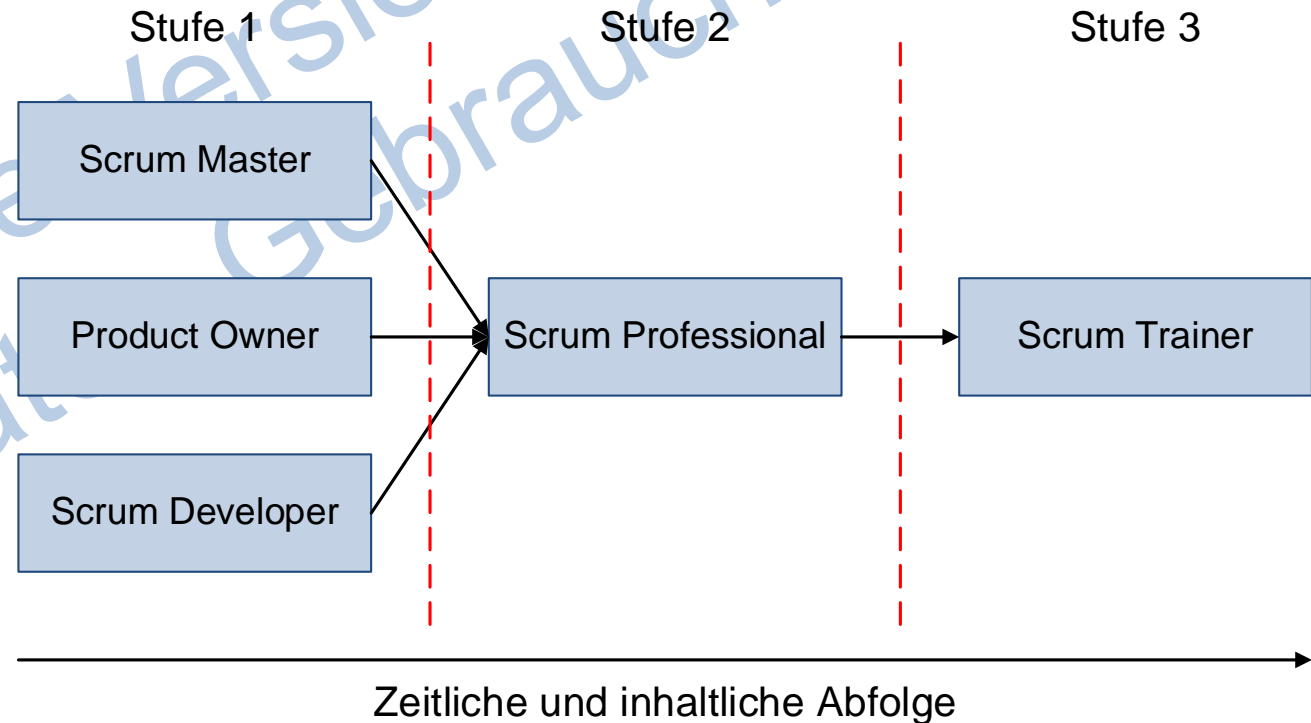 Stufe 1
Stufe 2
Stufe 3
Scrum Master
Product Owner
Scrum Professional
Scrum Trainer
Scrum Developer
Zeitliche und inhaltliche Abfolge